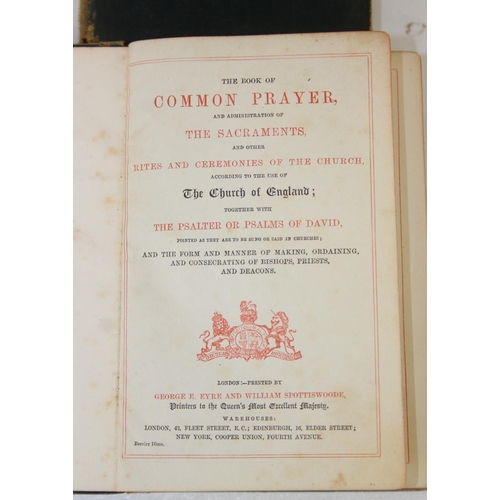 THE BOOK OF
COMMON PRAYER,
AND ADMINISTRATION OF
THE SACRAMENTS,
AND OTHER
RITES AND CEREMONIES OF THE CHURCH,
ACCORDING TO THE USE OF
The Church of England;
TOGETHER WITH
THE PSALTER OR PSALMS OF DAVID,
POINTED AS THEY ARE TO BE SUNG OR SAID IN CHURCHES;
AND THE FORM AND MANNER OF MAKING, ORDAINING,
AND CONSECRATING OF BISHOPS, PRIESTS,
AND DEACONS.
LONDON:—PRINTED BY
GEORGE E. EYRE AND WILLIAM SPOTTISWOODE,
Printers to the Queen's Most Excellent Majesty.
WAREHOUSES:
LONDON, 43, FLEET STREET, E.C.; EDINBURGH, 16, ELDER STREET;
NEW YORK, COOPER UNION, FOURTH AVENUE.